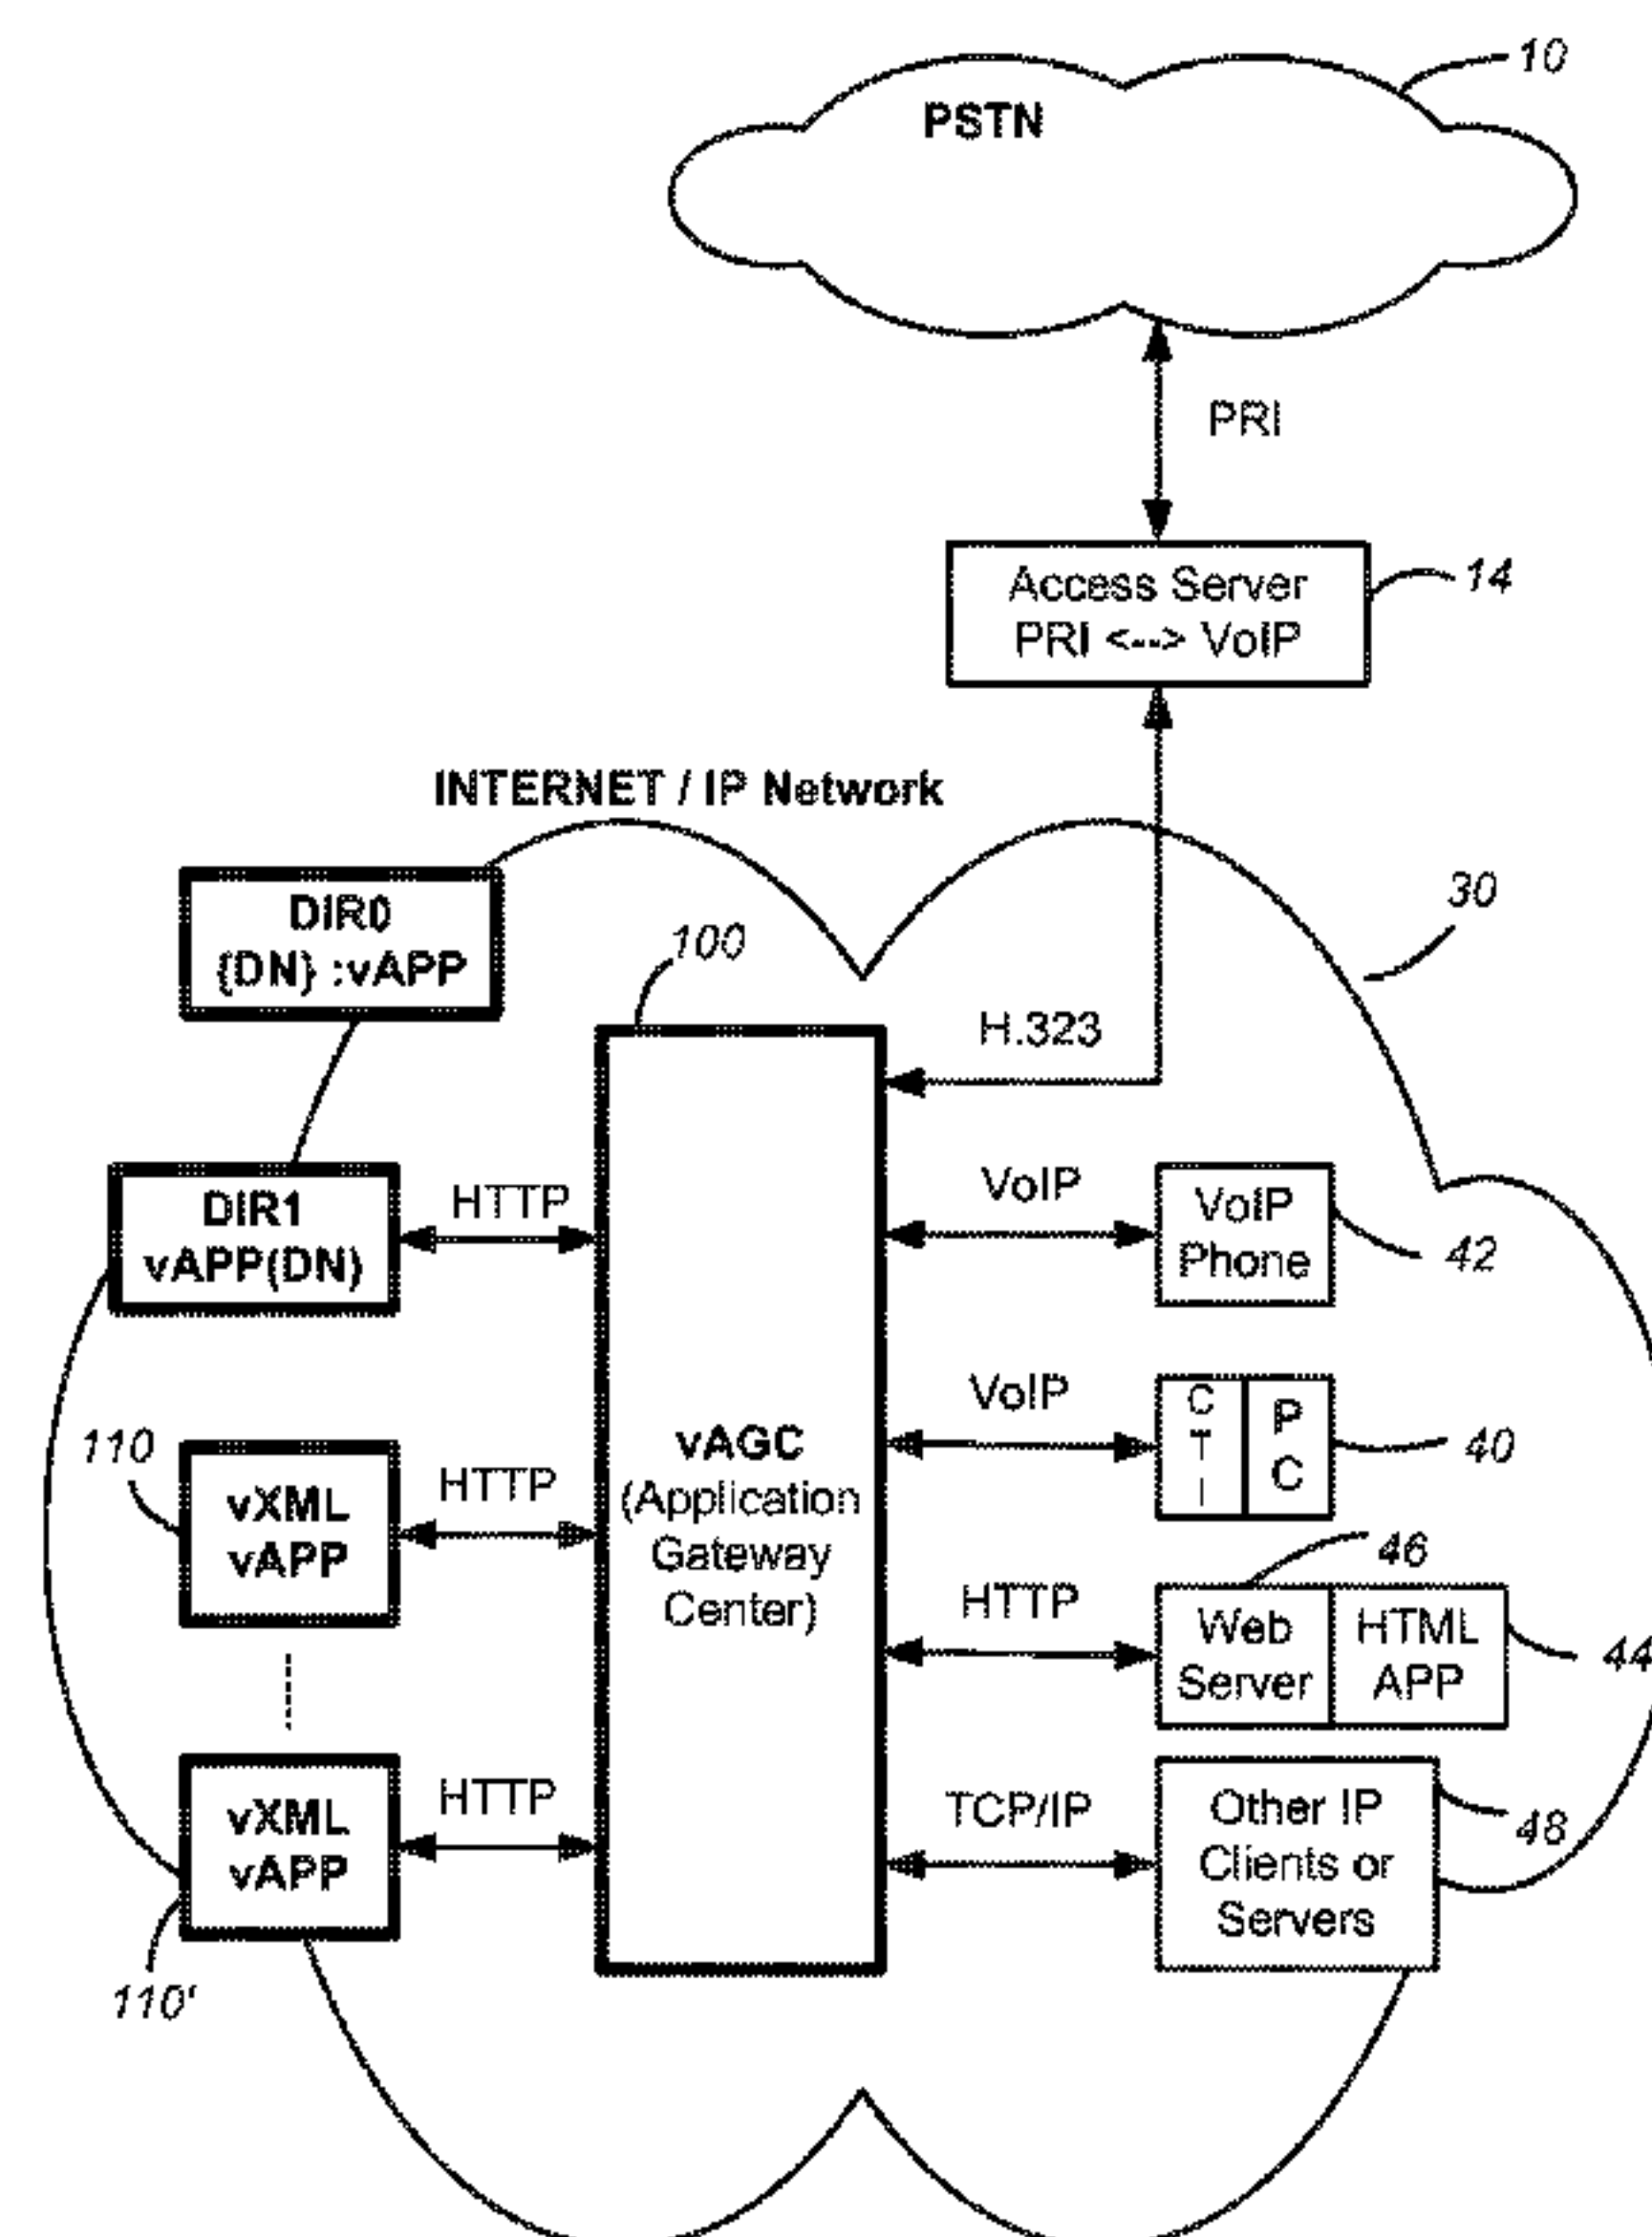 10
PSTN
PRI
Access Server
PRI <--> VoIP
14
INTERNET / IP Network
30
DIR0
{DN} :vAPP
100
H.323
DIR1
vAPP(DN)
HTTP
VoIP
VoIP
Phone
42
VoIP
C
T
I
P
C
40
vAGC
(Application
Gateway
Center)
110
vXML
vAPP
HTTP
46
HTTP
Web
Server
HTML
APP
44
vXML
vAPP
HTTP
TCP/IP
Other IP
Clients or
Servers
48
110'